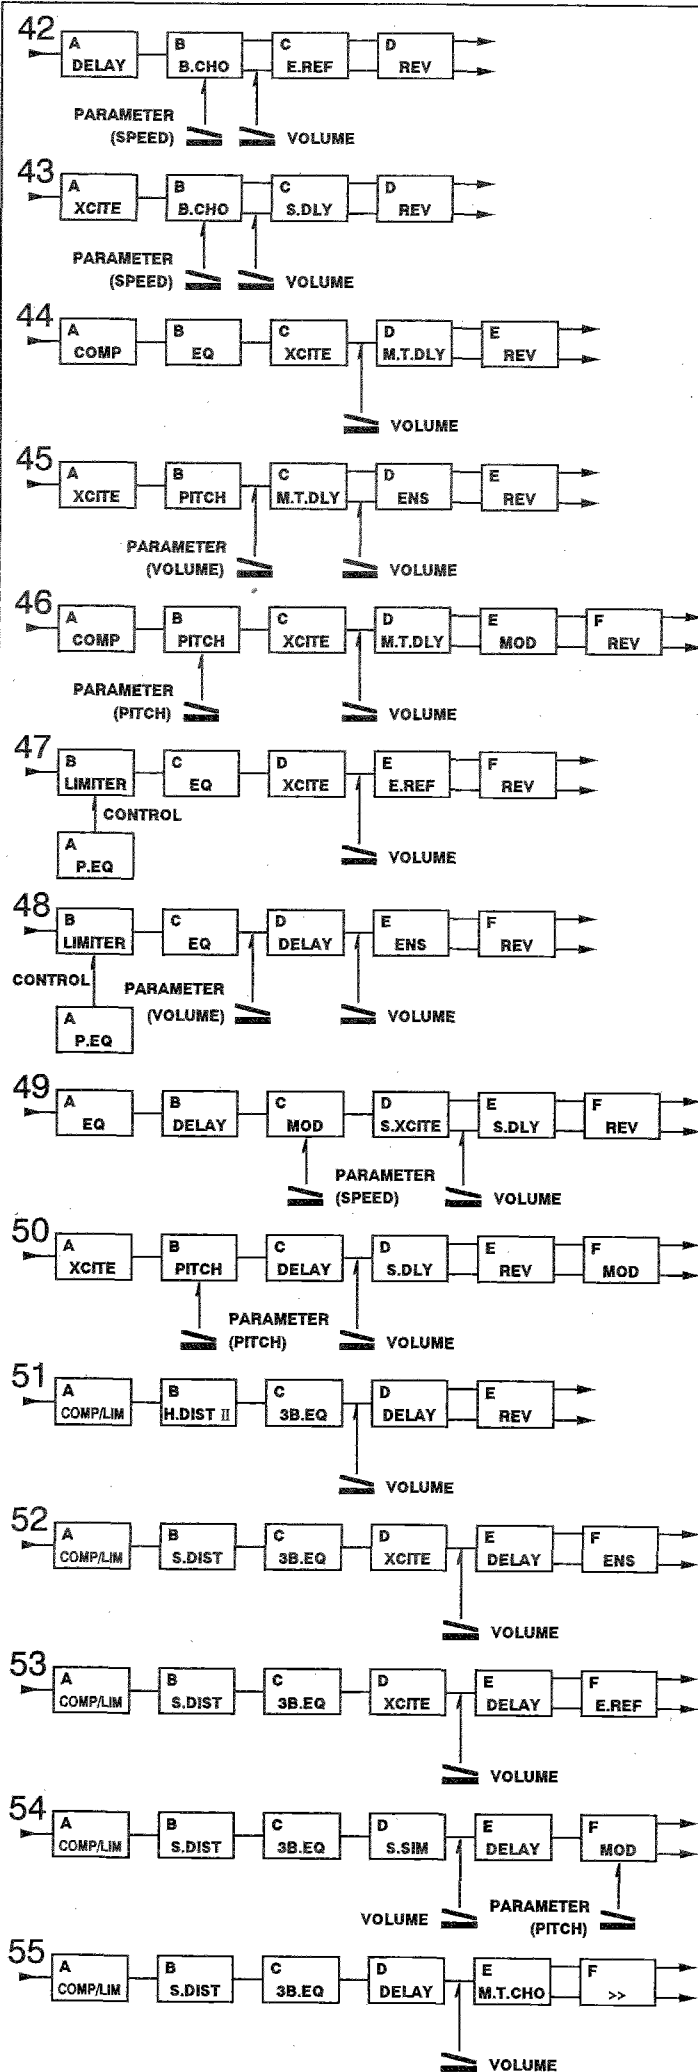 42
A B C D
DELAY B.CHO E.REF REV
PARAMETER
(SPEED) VOLUME
43
A B C D
XCITE B.CHO S.DLY REV
PARAMETER
(SPEED) VOLUME
44
A B C D E
COMP EQ XCITE M.T.DLY REV
VOLUME
45
A B C D E
XCITE PITCH M.T.DLY ENS REV
PARAMETER
(VOLUME) VOLUME
46
A B C D E F
COMP PITCH XCITE M.T.DLY MOD REV
PARAMETER
(PITCH) VOLUME
47
B C D E F
LIMITER EQ XCITE E.REF REV
CONTROL
A
P.EQ
VOLUME
48
B C D E F
LIMITER EQ DELAY ENS REV
CONTROL PARAMETER
(VOLUME) VOLUME
A
P.EQ
49
A B C D E F
EQ DELAY MOD S.XCITE S.DLY REV
PARAMETER
(SPEED) VOLUME
50
A B C D E F
XCITE PITCH DELAY S.DLY REV MOD
PARAMETER
(PITCH) VOLUME
51
A B C D E
COMP/LIM H.DIST II 3B.EQ DELAY REV
VOLUME
52
A B C D E F
COMP/LIM S.DIST 3B.EQ XCITE DELAY ENS
VOLUME
53
A B C D E F
COMP/LIM S.DIST 3B.EQ XCITE DELAY E.REF
VOLUME
54
A B C D E F
COMP/LIM S.DIST 3B.EQ S.SIM DELAY MOD
VOLUME PARAMETER
(PITCH)
55
A B C D E F
COMP/LIM S.DIST 3B.EQ DELAY M.T.CHO >>
VOLUME